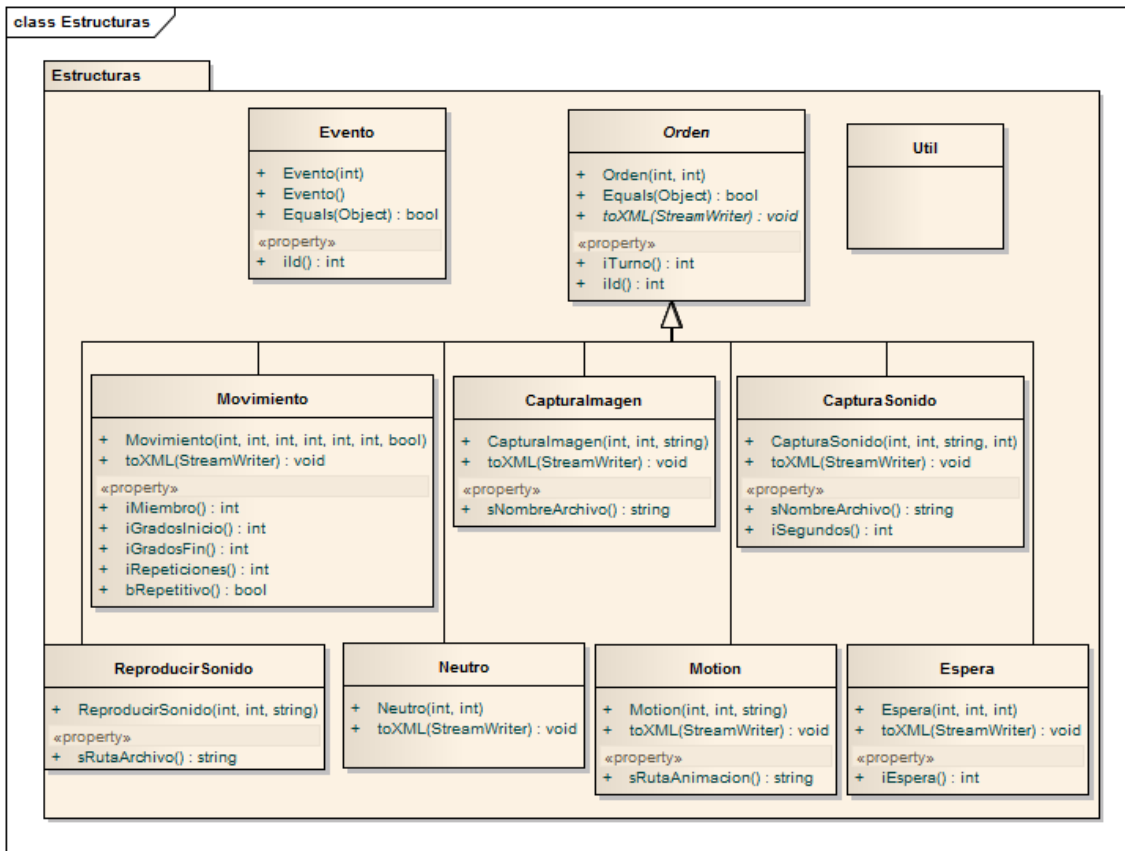 class Estructuras
Estructuras
Evento
+ Evento(int)
+ Evento()
+ Equals(Object) : bool
«property»
+ iId() : int
Orden
+ Orden(int, int)
+ Equals(Object) : bool
+ toXML(StreamWriter) : void
«property»
+ iTurno() : int
+ iId() : int
Util
Movimiento
+ Movimiento(int, int, int, int, int, int, bool)
+ toXML(StreamWriter) : void
«property»
+ iMiembro() : int
+ iGradosInicio() : int
+ iGradosFin() : int
+ iRepeticiones() : int
+ bRepetitivo() : bool
CapturaImagen
+ CapturaImagen(int, int, string)
+ toXML(StreamWriter) : void
«property»
+ sNombreArchivo() : string
CapturaSonido
+ CapturaSonido(int, int, string, int)
+ toXML(StreamWriter) : void
«property»
+ sNombreArchivo() : string
+ iSegundos() : int
ReproducirSonido
+ ReproducirSonido(int, int, string)
«property»
+ sRutaArchivo() : string
Neutro
+ Neutro(int, int)
+ toXML(StreamWriter) : void
Motion
+ Motion(int, int, string)
+ toXML(StreamWriter) : void
«property»
+ sRutaAnimacion() : string
Espera
+ Espera(int, int, int)
+ toXML(StreamWriter) : void
«property»
+ iEspera() : int